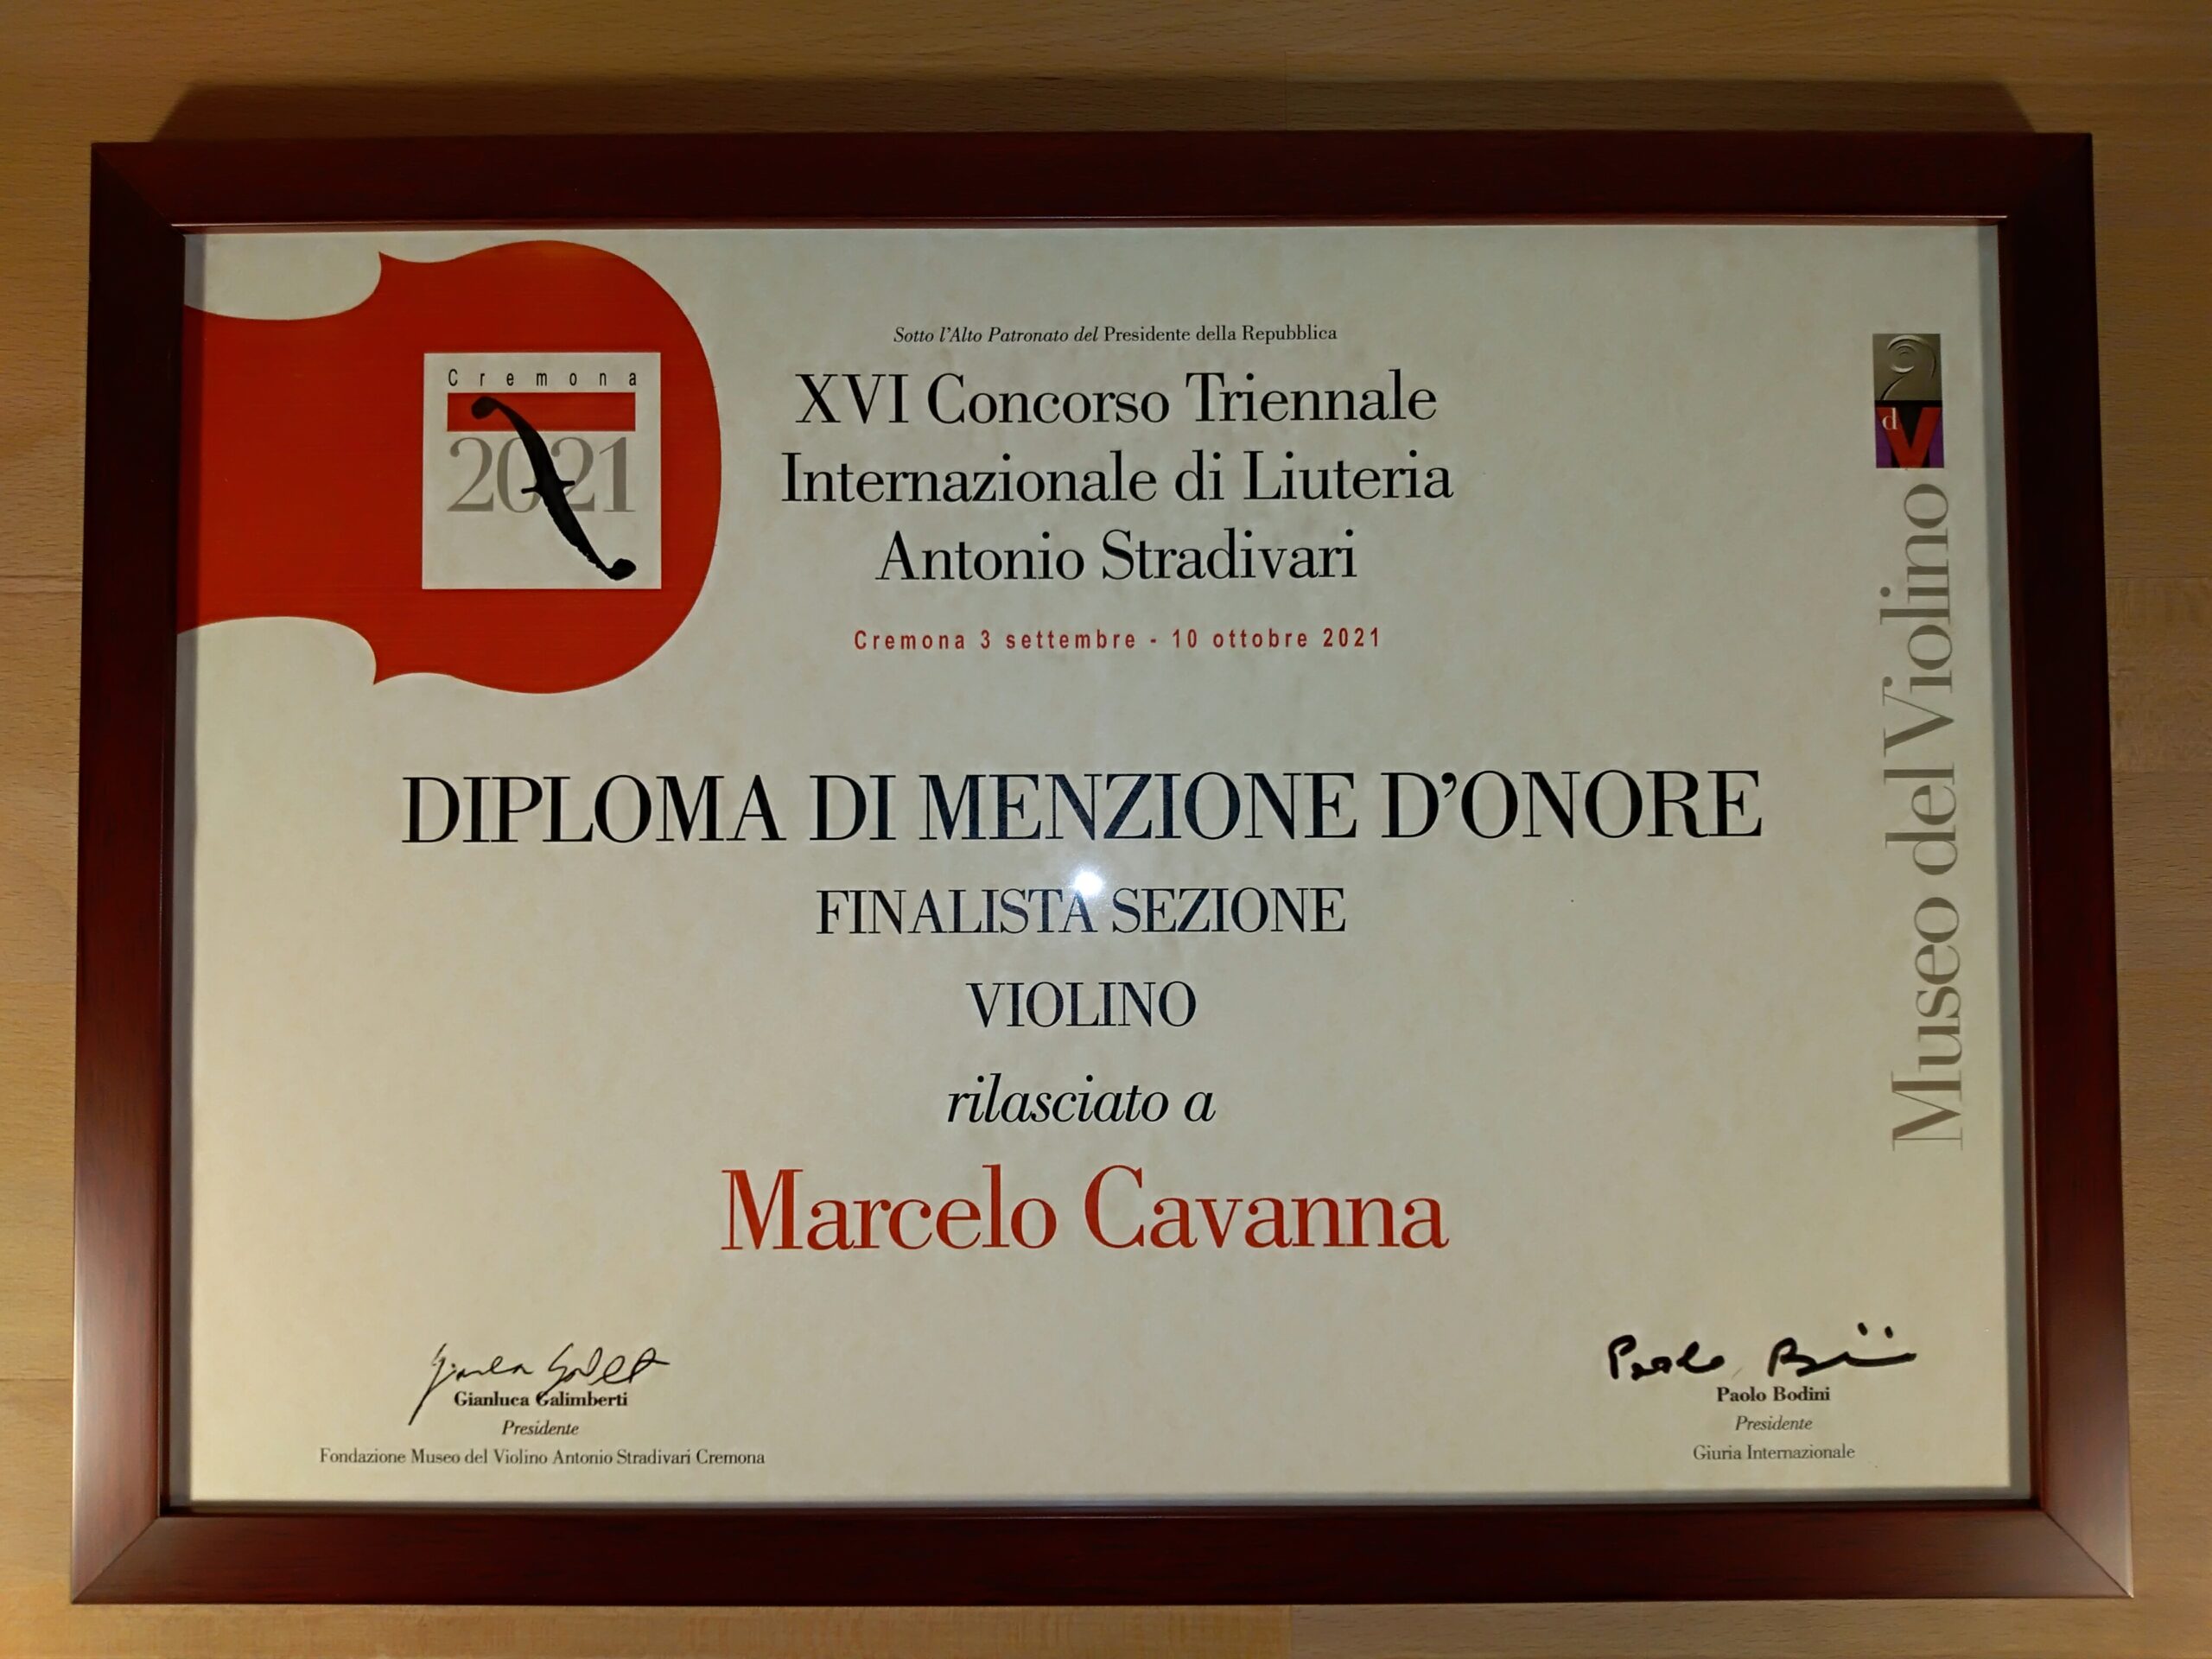 Cremona
2021
Sotto l'Alto Patronato del Presidente della Repubblica
XVI Concorso Triennale
Internazionale di Liuteria
Antonio Stradivari
Cremona 3 settembre - 10 ottobre 2021
dV
Museo del Violino
DIPLOMA DI MENZIONE D'ONORE
FINALISTA SEZIONE
VIOLINO
rilasciato a
Marcelo Cavanna
Gianluca Galimberti
Presidente
Fondazione Museo del Violino Antonio Stradivari Cremona
Paolo Bodini
Paolo Bodini
Presidente
Giuria Internazionale